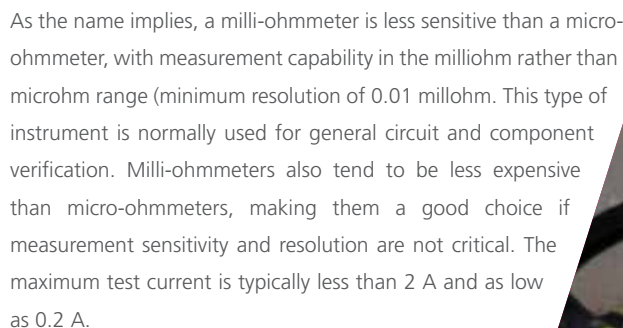 As the name implies, a milli-ohmmeter is less sensitive than a micro-
ohmmeter, with measurement capability in the milliohm rather than
microhm range (minimum resolution of 0.01 millohm. This type of
instrument is normally used for general circuit and component
verification. Milli-ohmmeters also tend to be less expensive
than micro-ohmmeters, making them a good choice if
measurement sensitivity and resolution are not critical. The
maximum test current is typically less than 2 A and as low
as 0.2 A.